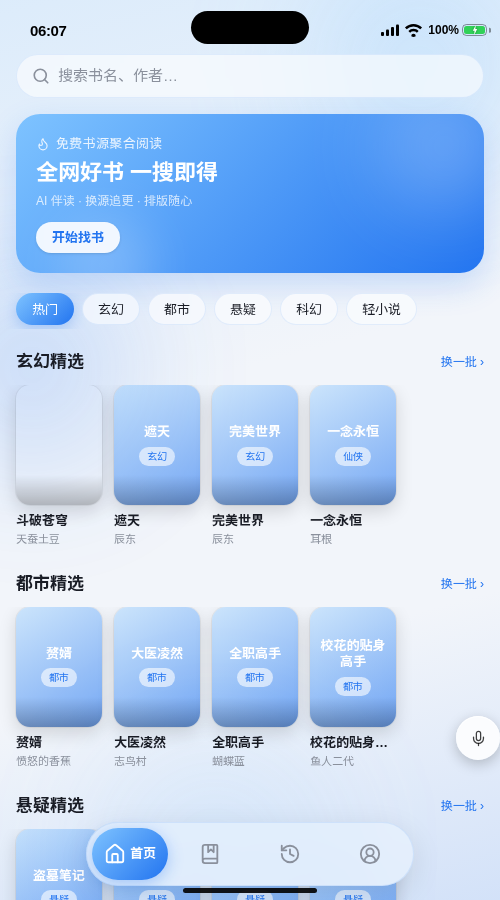 06:07
100%
搜索书名、作者…
免费书源聚合阅读
全网好书 一搜即得
AI 伴读 · 换源追更 · 排版随心
开始找书
热门 玄幻 都市 悬疑 科幻 轻小说
玄幻精选 换一批 ›
遮天 完美世界 一念永恒
玄幻 玄幻 仙侠
斗破苍穹 遮天 完美世界 一念永恒
天蚕土豆 辰东 辰东 耳根
都市精选 换一批 ›
赘婿 大医凌然 全职高手 校花的贴身
高手
都市 都市 都市 都市
赘婿 大医凌然 全职高手 校花的贴身…
愤怒的香蕉 志鸟村 蝴蝶蓝 鱼人二代
悬疑精选 换一批 ›
盗墓笔记
首页
悬疑 悬疑 悬疑 悬疑